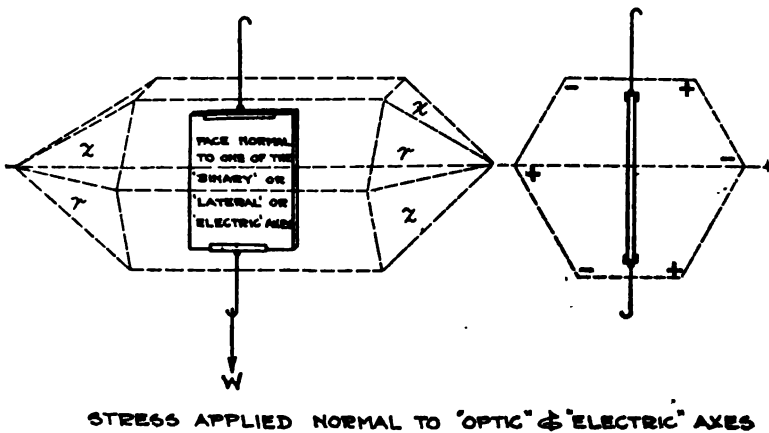 z
r
x
r
z
FACE NORMAL
TO ONE OF THE
"BINARY" OR
"LATERAL" OR
"ELECTRIC" AXES
W
- +
+ -
- +
STRESS APPLIED NORMAL TO "OPTIC" & "ELECTRIC" AXES